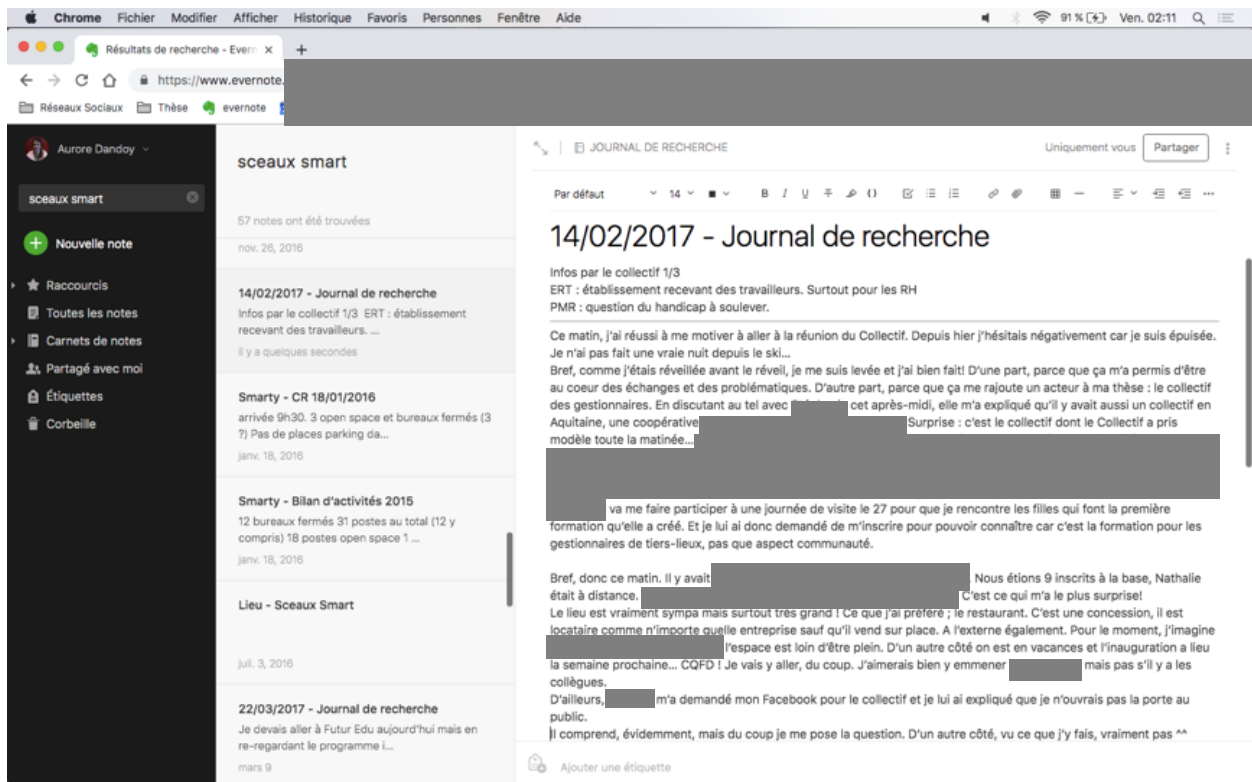 Chrome Fichier Modifier Afficher Historique Favoris Personnes Fenêtre Aide 91 % Ven. 02:11
Résultats de recherche - Evern
https://www.evernote.
Réseaux Sociaux Thèse evernote
Aurore Dandoy
sceaux smart
Nouvelle note
Raccourcis
Toutes les notes
Carnets de notes
Partagé avec moi
Étiquettes
Corbeille
sceaux smart
57 notes ont été trouvées
nov. 26, 2016
14/02/2017 - Journal de recherche
Infos par le collectif 1/3 ERT : établissement
recevant des travailleurs. ...
il y a quelques secondes
Smarty - CR 18/01/2016
arrivée 9h30. 3 open space et bureaux fermés (3
?) Pas de places parking da...
janv. 18, 2016
Smarty - Bilan d'activités 2015
12 bureaux fermés 31 postes au total (12 y
compris) 18 postes open space 1 ...
janv. 18, 2016
Lieu - Sceaux Smart
juil. 3, 2016
22/03/2017 - Journal de recherche
Je devais aller à Futur Edu aujourd'hui mais en
re-regardant le programme i...
mars 9
JOURNAL DE RECHERCHE
Uniquement vous Partager
Par défaut 14 B I U
14/02/2017 - Journal de recherche
Infos par le collectif 1/3
ERT : établissement recevant des travailleurs. Surtout pour les RH
PMR : question du handicap à soulever.
Ce matin, j'ai réussi à me motiver à aller à la réunion du Collectif. Depuis hier j'hésitais négativement car je suis épuisée.
Je n'ai pas fait une vraie nuit depuis le ski...
Bref, comme j'étais réveillée avant le réveil, je me suis levée et j'ai bien fait! D'une part, parce que ça m'a permis d'être
au coeur des échanges et des problématiques. D'autre part, parce que ça me rajoute un acteur à ma thèse : le collectif
des gestionnaires. En discutant au tel avec cet après-midi, elle m'a expliqué qu'il y avait aussi un collectif en
Aquitaine, une coopérative Surprise : c'est le collectif dont le Collectif a pris
modèle toute la matinée...
va me faire participer à une journée de visite le 27 pour que je rencontre les filles qui font la première
formation qu'elle a créé. Et je lui ai donc demandé de m'inscrire pour pouvoir connaître car c'est la formation pour les
gestionnaires de tiers-lieux, pas que aspect communauté.
Bref, donc ce matin. Il y avait . Nous étions 9 inscrits à la base, Nathalie
était à distance. C'est ce qui m'a le plus surprise!
Le lieu est vraiment sympa mais surtout très grand ! Ce que j'ai préféré ; le restaurant. C'est une concession, il est
locataire comme n'importe quelle entreprise sauf qu'il vend sur place. A l'externe également. Pour le moment, j'imagine
l'espace est loin d'être plein. D'un autre côté on est en vacances et l'inauguration a lieu
la semaine prochaine... CQFD ! Je vais y aller, du coup. J'aimerais bien y emmener mais pas s'il y a les
collègues.
D'ailleurs, m'a demandé mon Facebook pour le collectif et je lui ai expliqué que je n'ouvrais pas la porte au
public.
Il comprend, évidemment, mais du coup je me pose la question. D'un autre côté, vu ce que j'y fais, vraiment pas ^^
Ajouter une étiquette